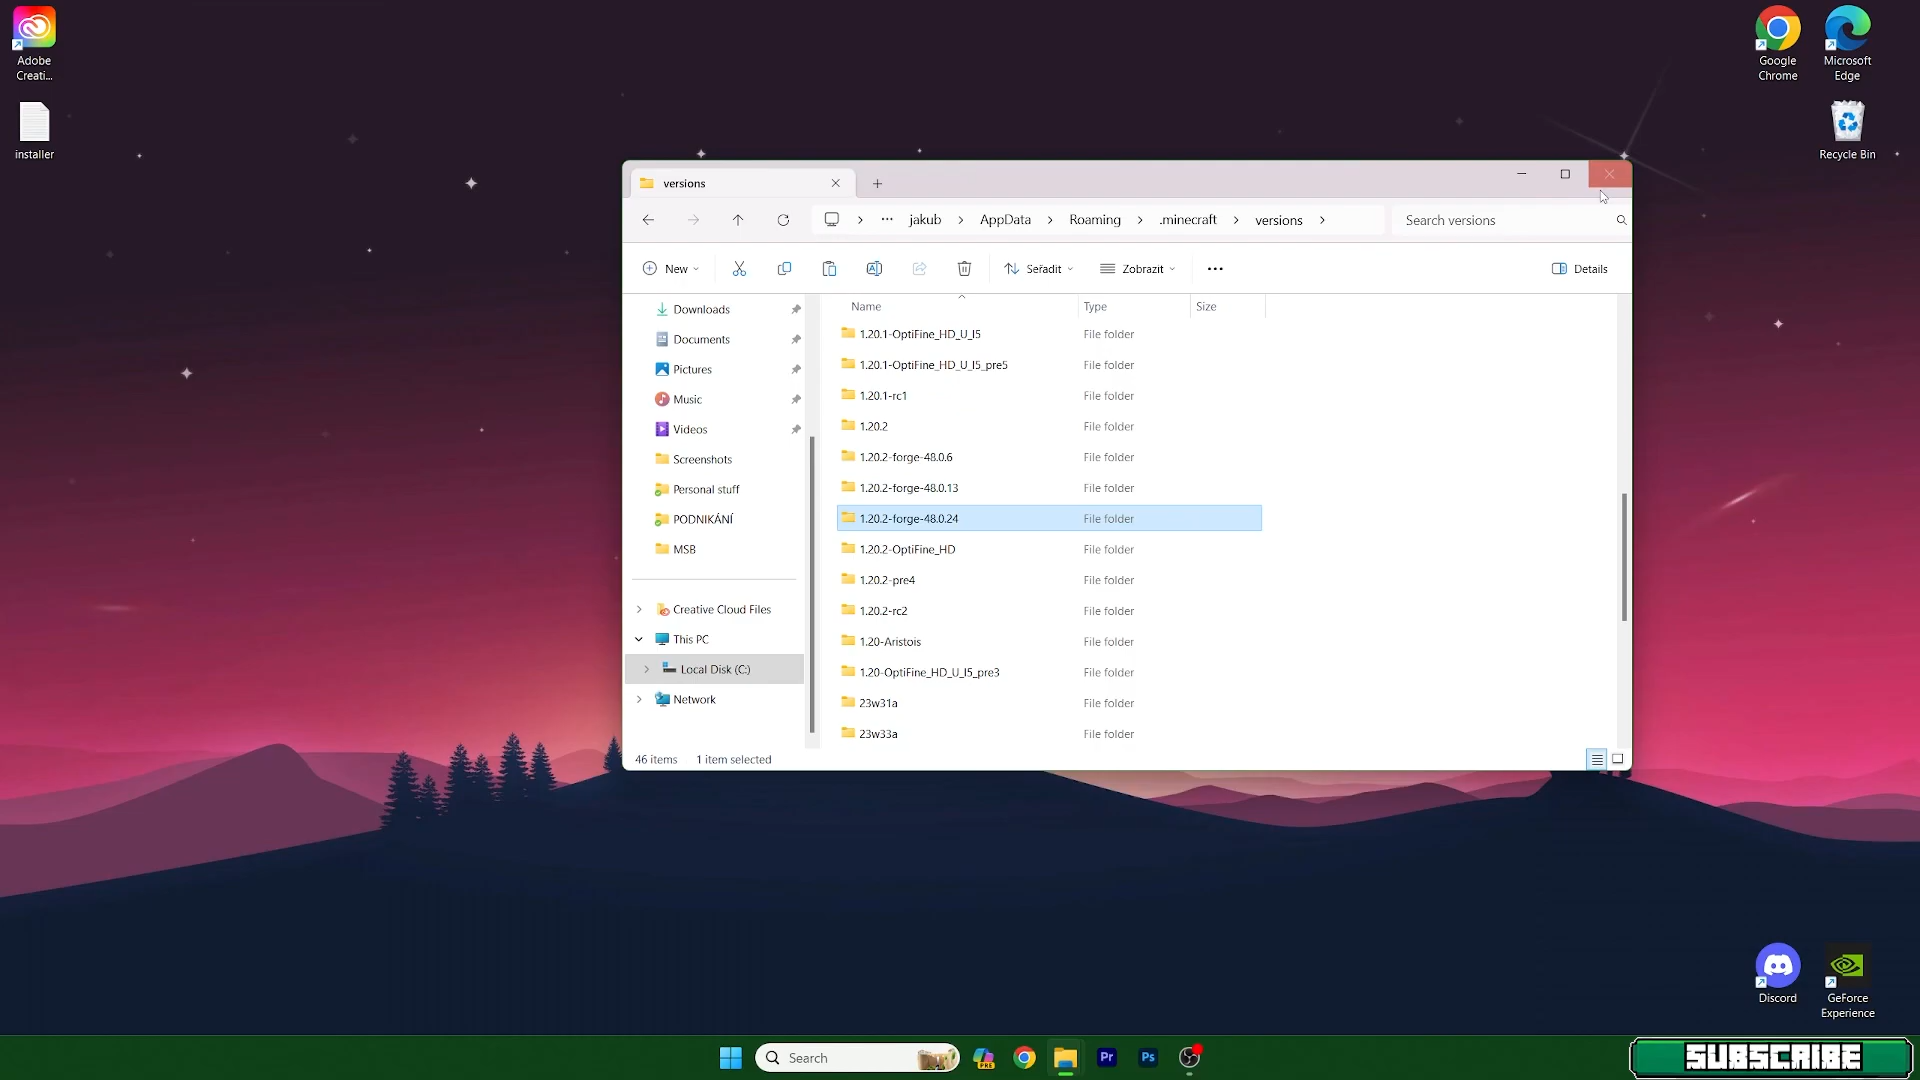 Adobe
Creati...
installer
Google
Chrome
Microsoft
Edge
Recycle Bin
versions
jakub
AppData
Roaming
.minecraft
versions
Search versions
New
Seřadit
Zobrazit
Details
Downloads
Documents
Pictures
Music
Videos
Screenshots
Personal stuff
PODNIKÁNÍ
MSB
Creative Cloud Files
This PC
Local Disk (C:)
Network
Name Type Size
1.20.1-OptiFine_HD_U_I5 File folder
1.20.1-OptiFine_HD_U_I5_pre5 File folder
1.20.1-rc1 File folder
1.20.2 File folder
1.20.2-forge-48.0.6 File folder
1.20.2-forge-48.0.13 File folder
1.20.2-forge-48.0.24 File folder
1.20.2-OptiFine_HD File folder
1.20.2-pre4 File folder
1.20.2-rc2 File folder
1.20-Aristois File folder
1.20-OptiFine_HD_U_I5_pre3 File folder
23w31a File folder
23w33a File folder
46 items 1 item selected
Discord
GeForce
Experience
Search
PRE
Pr
Ps
SUBSCRIBE